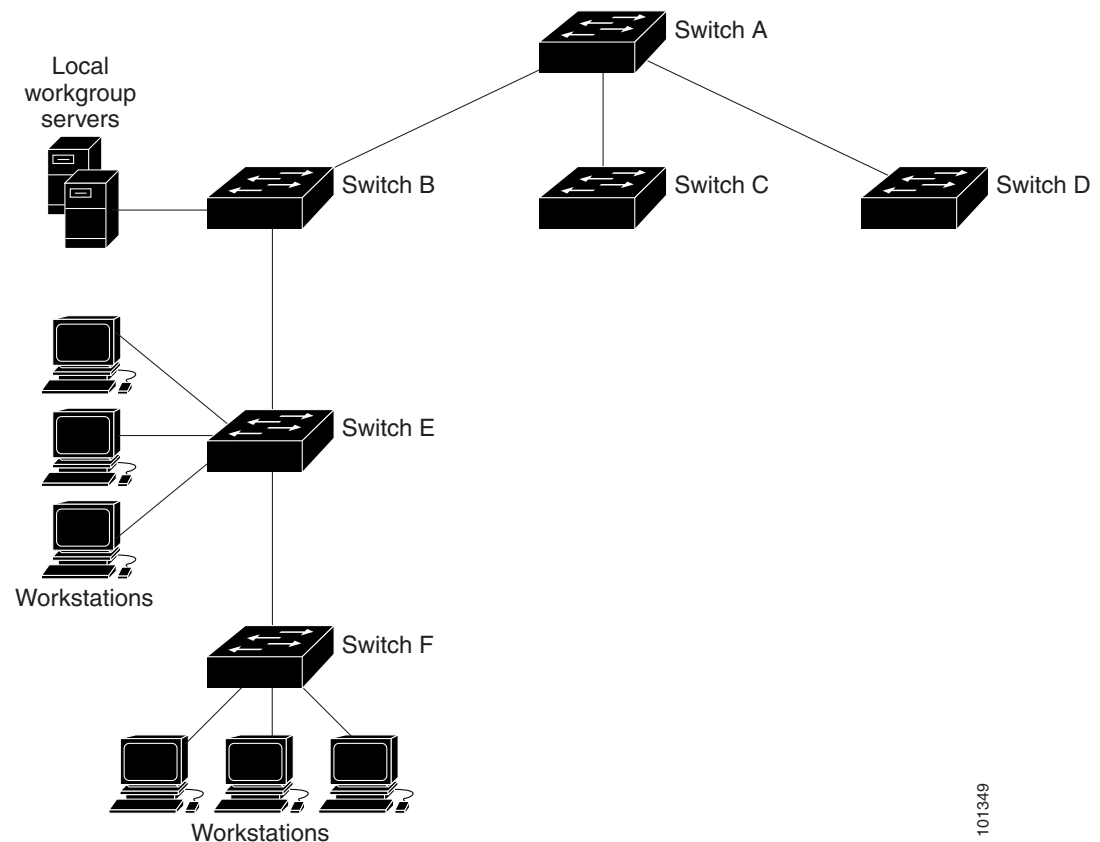 Switch A
Local
workgroup
servers
Switch B
Switch C
Switch D
Switch E
Workstations
Switch F
Workstations
101349